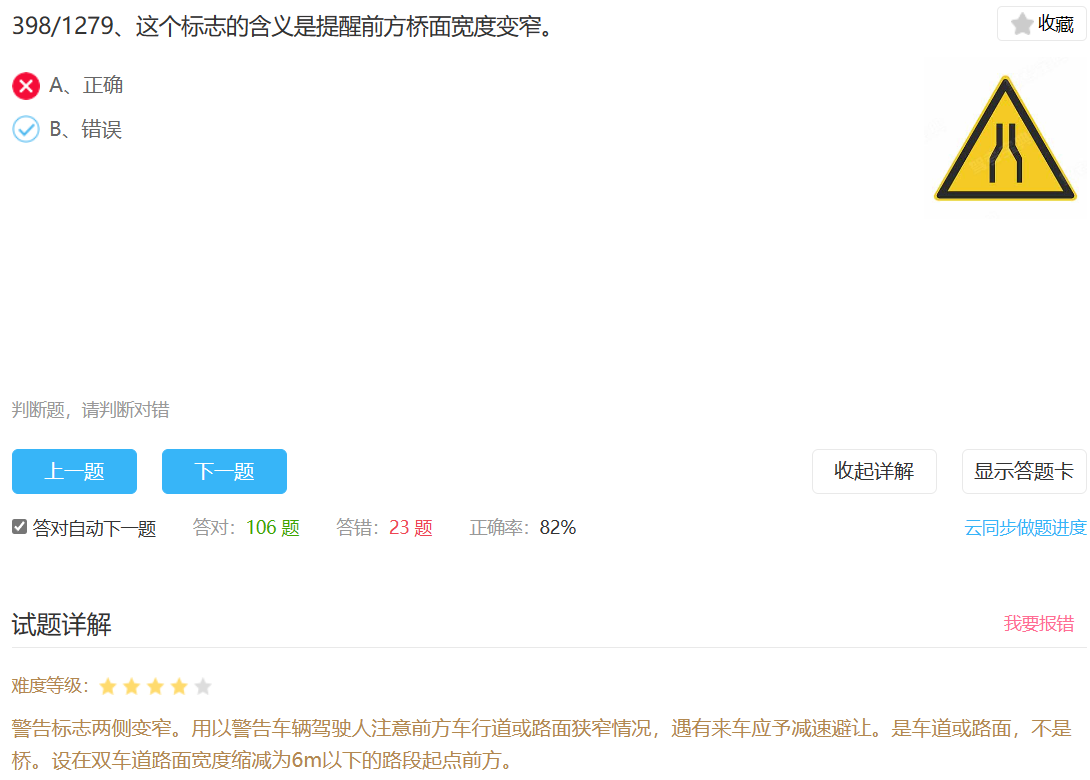 398/1279、这个标志的含义是提醒前方桥面宽度变窄。
收藏
A、正确
B、错误
判断题，请判断对错
上一题
下一题
收起详解
显示答题卡
答对自动下一题 答对：106 题 答错：23 题 正确率：82%
云同步做题进度
试题详解
我要报错
难度等级：
警告标志两侧变窄。用以警告车辆驾驶人注意前方车行道或路面狭窄情况，遇有来车应予减速避让。是车道或路面，不是
桥。设在双车道路面宽度缩减为6m以下的路段起点前方。